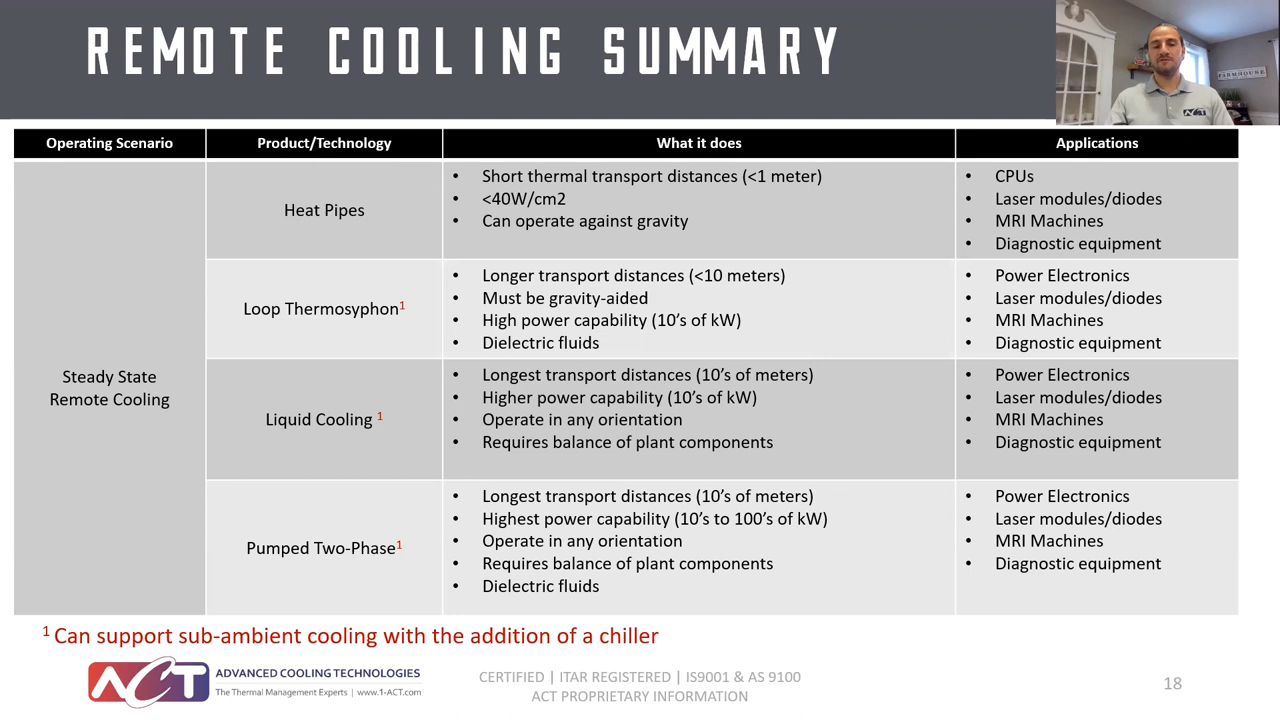 REMOTE COOLING SUMMARY
FARMHOUSE
ACT
Operating Scenario
Product/Technology
What it does
Applications
Steady State
Remote Cooling
Heat Pipes
• Short thermal transport distances (<1 meter)
• <40W/cm2
• Can operate against gravity
• CPUs
• Laser modules/diodes
• MRI Machines
• Diagnostic equipment
Loop Thermosyphon1
• Longer transport distances (<10 meters)
• Must be gravity-aided
• High power capability (10's of kW)
• Dielectric fluids
• Power Electronics
• Laser modules/diodes
• MRI Machines
• Diagnostic equipment
Liquid Cooling 1
• Longest transport distances (10's of meters)
• Higher power capability (10's of kW)
• Operate in any orientation
• Requires balance of plant components
• Power Electronics
• Laser modules/diodes
• MRI Machines
• Diagnostic equipment
Pumped Two-Phase1
• Longest transport distances (10's of meters)
• Highest power capability (10's to 100's of kW)
• Operate in any orientation
• Requires balance of plant components
• Dielectric fluids
• Power Electronics
• Laser modules/diodes
• MRI Machines
• Diagnostic equipment
1 Can support sub-ambient cooling with the addition of a chiller
ACT
ADVANCED COOLING TECHNOLOGIES
The Thermal Management Experts | www.1-ACT.com
CERTIFIED | ITAR REGISTERED | IS9001 & AS 9100
ACT PROPRIETARY INFORMATION
18